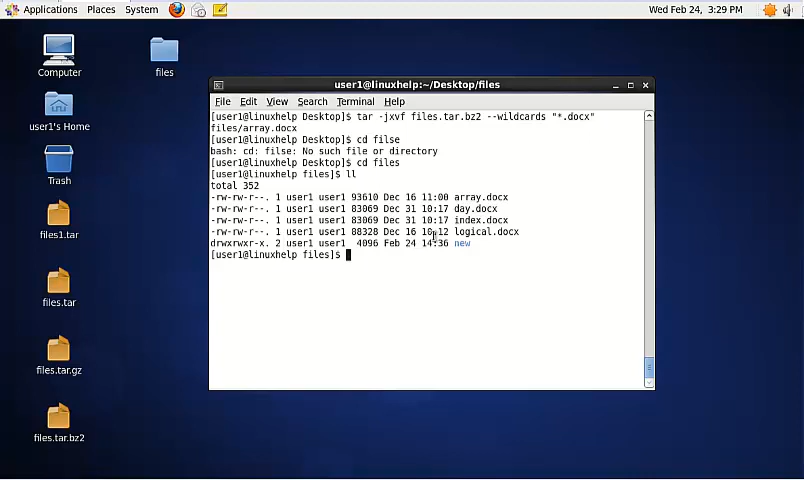 Applications Places System Wed Feb 24, 3:29 PM
Computer
files
user1's Home
Trash
files1.tar
files.tar
files.tar.gz
files.tar.bz2
user1@linuxhelp:~/Desktop/files
File Edit View Search Terminal Help
[user1@linuxhelp Desktop]$ tar -jxvf files.tar.bz2 --wildcards "*.docx"
files/array.docx
[user1@linuxhelp Desktop]$ cd filse
bash: cd: filse: No such file or directory
[user1@linuxhelp Desktop]$ cd files
[user1@linuxhelp files]$ ll
total 352
-rw-rw-r--. 1 user1 user1 93610 Dec 16 11:00 array.docx
-rw-rw-r--. 1 user1 user1 83069 Dec 31 10:17 day.docx
-rw-rw-r--. 1 user1 user1 83069 Dec 31 10:17 index.docx
-rw-rw-r--. 1 user1 user1 88328 Dec 16 10:12 logical.docx
drwxrwxr-x. 2 user1 user1 4096 Feb 24 14:36 new
[user1@linuxhelp files]$